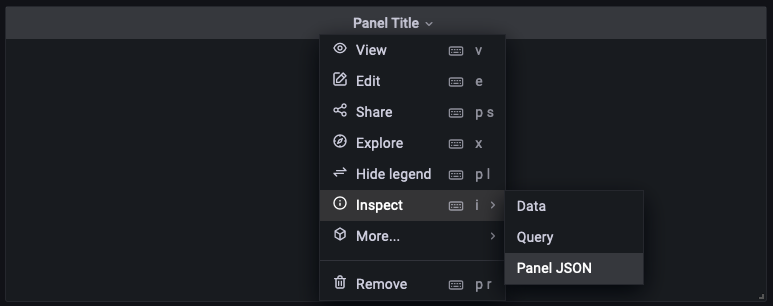 Panel Title
View v
Edit e
Share p s
Explore x
Hide legend p l
Inspect i
Data
Query
Panel JSON
More...
Remove p r